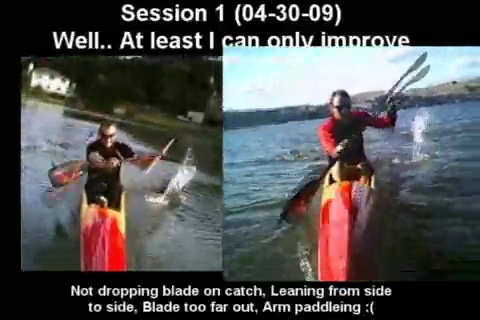 Session 1 (04-30-09)
Well.. At least I can only improve
Not dropping blade on catch, Leaning from side
to side, Blade too far out, Arm paddleing :(